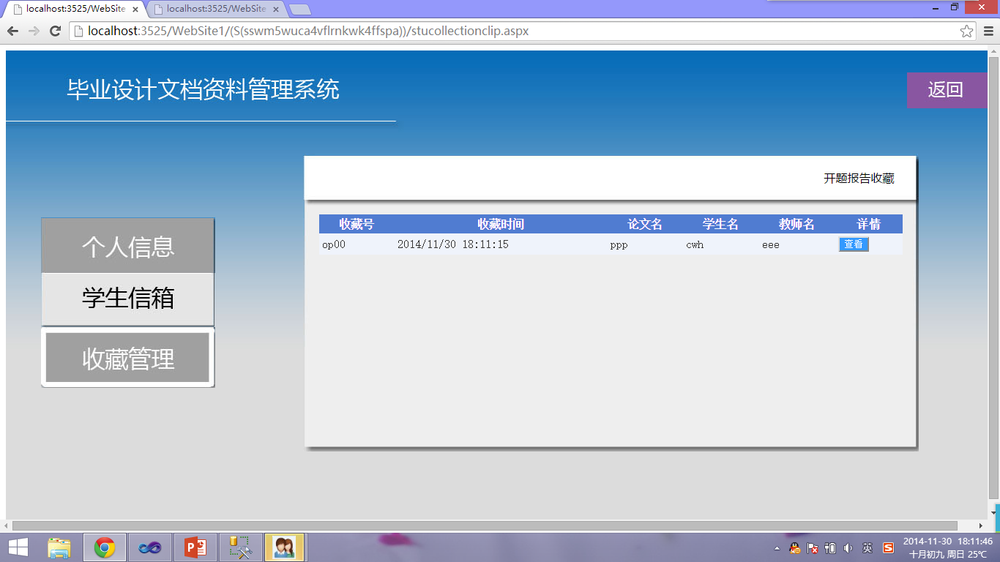 localhost:3525/WebSite
localhost:3525/WebSite
localhost:3525/WebSite1/(S(sswm5wuca4vflrnkwk4ffspa))/stucollectionclip.aspx
毕业设计文档资料管理系统
返回
开题报告收藏
个人信息
学生信箱
收藏管理
收藏号 收藏时间 论文名 学生名 教师名 详情
op00 2014/11/30 18:11:15 ppp cwh eee 查看
英
2014-11-30 18:11:46
十月初九 周日 25℃